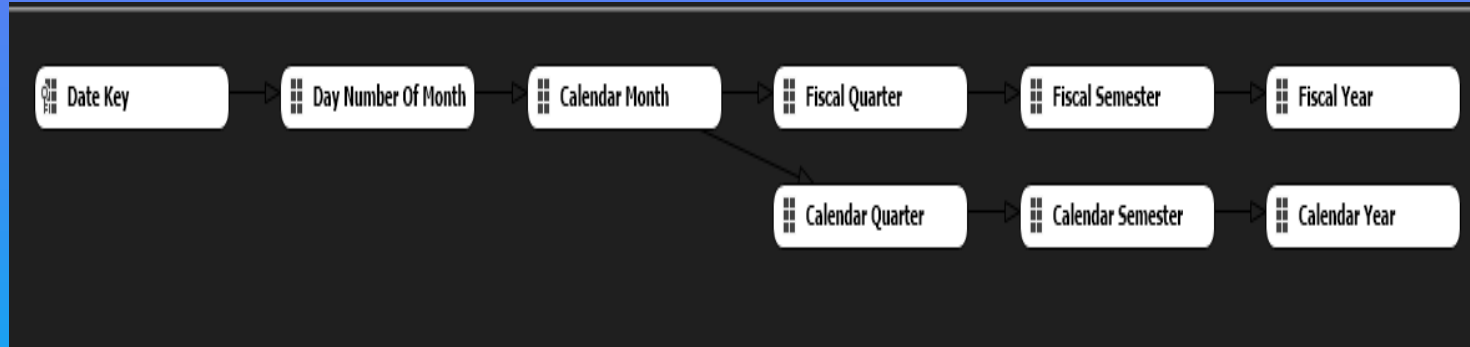 Date Key
Day Number Of Month
Calendar Month
Fiscal Quarter
Fiscal Semester
Fiscal Year
Calendar Quarter
Calendar Semester
Calendar Year